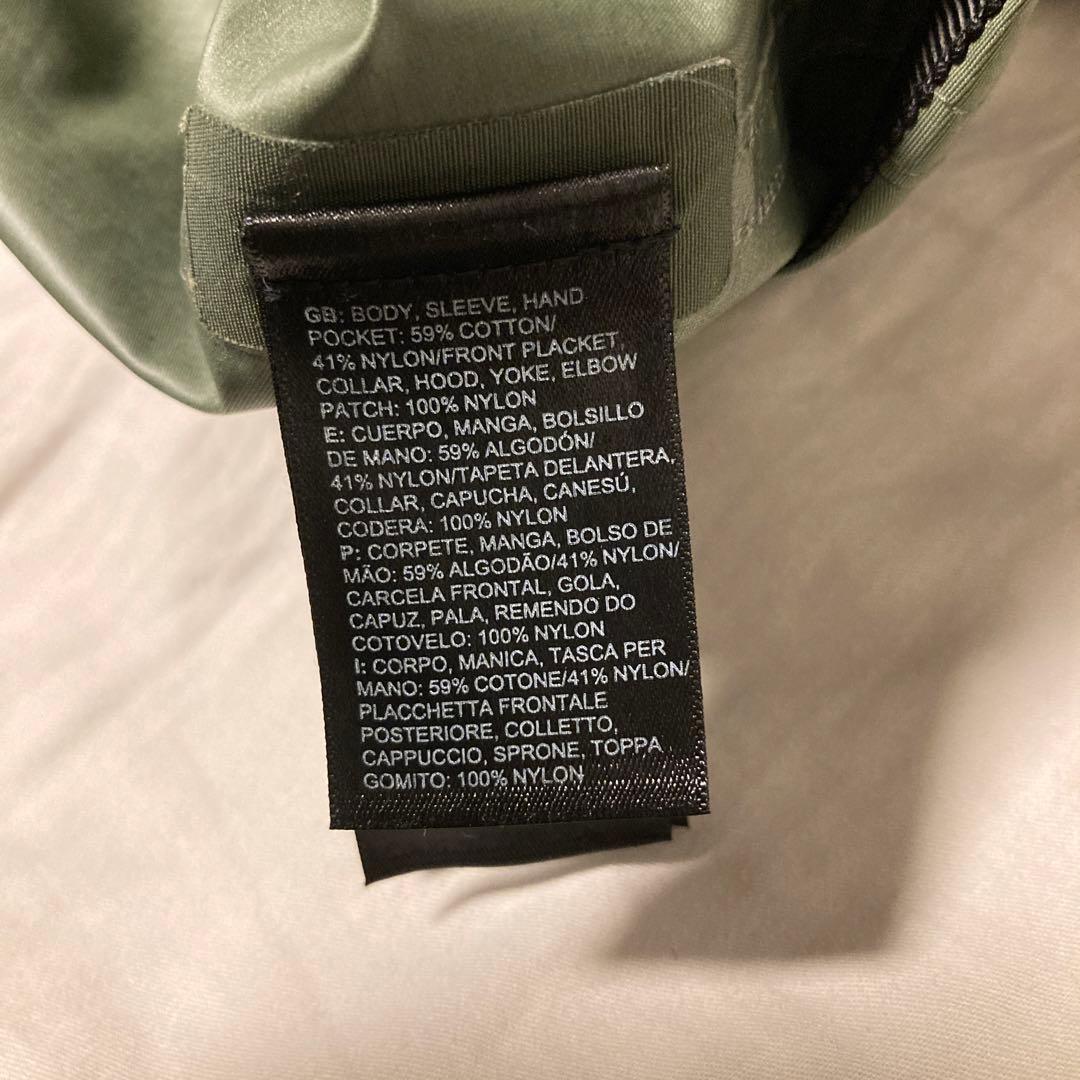 GB: BODY, SLEEVE, HAND
POCKET: 59% COTTON/
41% NYLON/FRONT PLACKET,
COLLAR, HOOD, YOKE, ELBOW
PATCH: 100% NYLON
E: CUERPO, MANGA, BOLSILLO
DE MANO: 59% ALGODÓN/
41% NYLON/TAPETA DELANTERA,
COLLAR, CAPUCHA, CANESÚ,
CODERA: 100% NYLON
P: CORPETE, MANGA, BOLSO DE
MÃO: 59% ALGODÃO/41% NYLON/
CARCELA FRONTAL, GOLA,
CAPUZ, PALA, REMENDO DO
COTOVELO: 100% NYLON
I: CORPO, MANICA, TASCA PER
MANO: 59% COTONE/41% NYLON/
PLACCHETTA FRONTALE
POSTERIORE, COLLETTO,
CAPPUCCIO, SPRONE, TOPPA
GOMITO: 100% NYLON